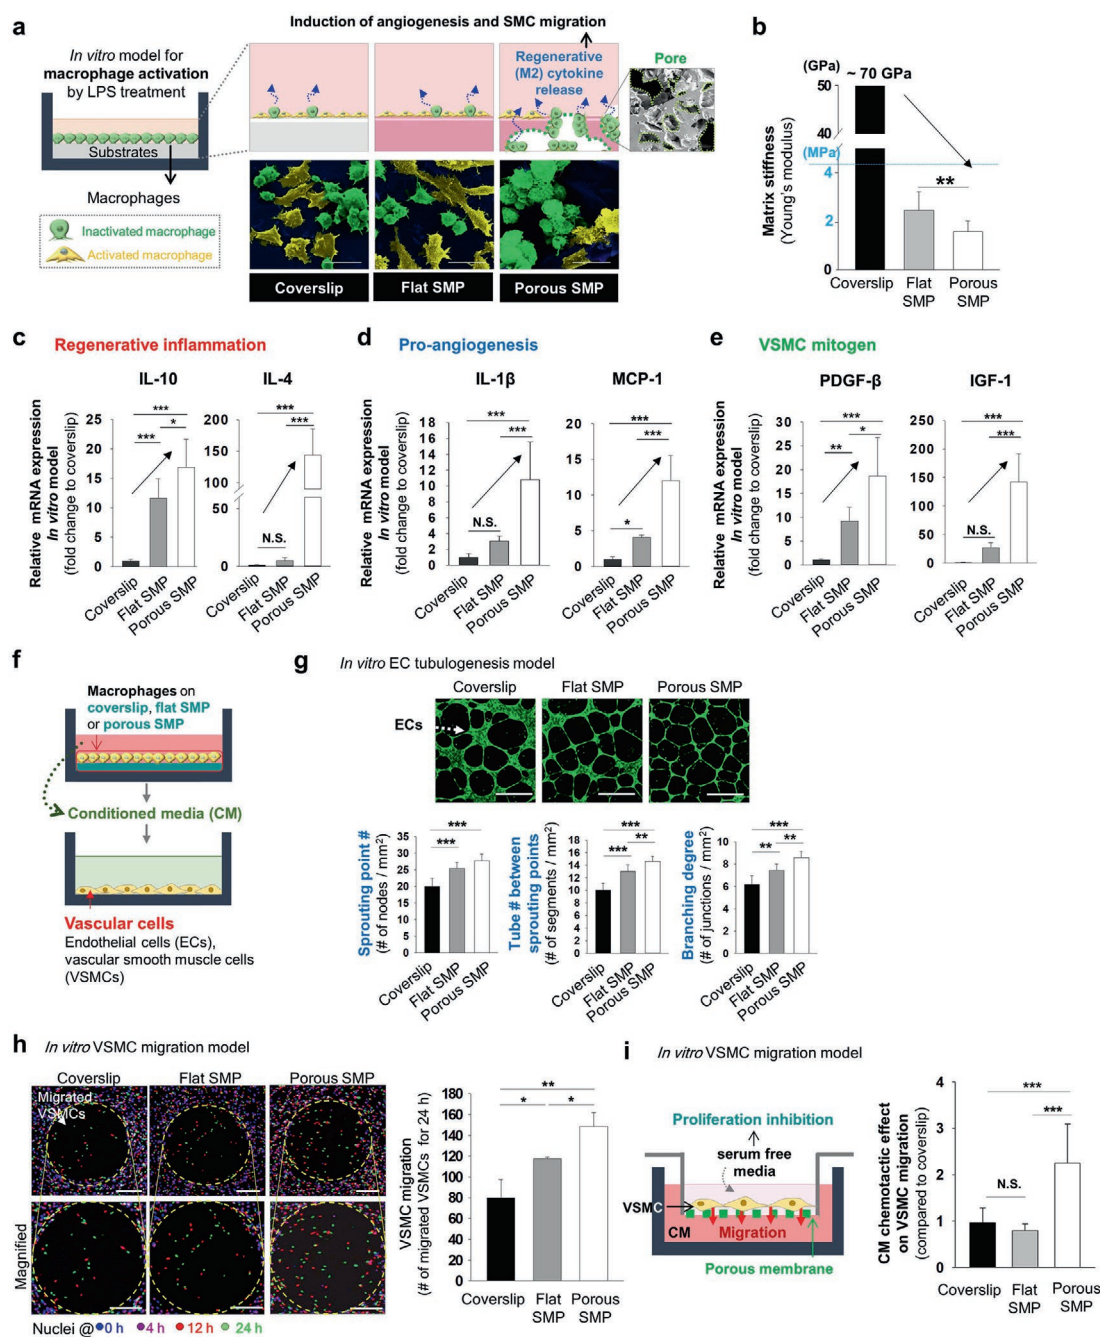 a
Induction of angiogenesis and SMC migration
In vitro model for
macrophage activation
by LPS treatment
Substrates
Macrophages
Inactivated macrophage
Activated macrophage
Regenerative
(M2) cytokine
release
Pore
Coverslip
Flat SMP
Porous SMP
b
(GPa)
~ 70 GPa
50
40
(MPa)
4
2
0
**
Matrix stiffness
(Young's modulus)
Coverslip
Flat
SMP
Porous
SMP
c
Regenerative inflammation
IL-10
IL-4
Relative mRNA expression
In vitro model
(fold change to coverslip)
25
20
15
10
5
0
***
*
***
200
150
100
50
0
***
***
N.S.
Coverslip
Flat SMP
Porous SMP
Coverslip
Flat SMP
Porous SMP
d
Pro-angiogenesis
IL-1β
MCP-1
Relative mRNA expression
In vitro model
(fold change to coverslip)
18
16
14
12
10
8
6
4
2
0
***
***
N.S.
20
15
10
5
0
***
***
*
Coverslip
Flat SMP
Porous SMP
Coverslip
Flat SMP
Porous SMP
e
VSMC mitogen
PDGF-β
IGF-1
Relative mRNA expression
In vitro model
(fold change to coverslip)
30
25
20
15
10
5
0
***
*
**
250
200
150
100
50
0
***
***
N.S.
Coverslip
Flat SMP
Porous SMP
Coverslip
Flat SMP
Porous SMP
f
Macrophages on
coverslip, flat SMP
or porous SMP
Conditioned media (CM)
Vascular cells
Endothelial cells (ECs),
vascular smooth muscle cells
(VSMCs)
g
In vitro EC tubulogenesis model
Coverslip
Flat SMP
Porous SMP
ECs
Sprouting point #
(# of nodes / mm²)
35
30
25
20
15
10
5
0
***
***
Coverslip
Flat SMP
Porous SMP
Tube # between
sprouting points
(# of segments / mm²)
18
16
14
12
10
8
6
4
2
0
***
**
***
Coverslip
Flat SMP
Porous SMP
Branching degree
(# of junctions / mm²)
12
10
8
6
4
2
0
***
**
**
Coverslip
Flat SMP
Porous SMP
h
In vitro VSMC migration model
Coverslip
Flat SMP
Porous SMP
Migrated
VSMCs
Magnified
Nuclei @ 0 h 4 h 12 h 24 h
VSMC migration
(# of migrated VSMCs for 24 h)
180
160
140
120
100
80
60
40
20
0
**
*
*
Coverslip
Flat
SMP
Porous
SMP
i
In vitro VSMC migration model
Proliferation inhibition
serum free
media
VSMC
CM
Migration
Porous membrane
CM chemotactic effect
on VSMC migration
(compared to coverslip)
4
3
2
1
0
***
***
N.S.
Coverslip
Flat
SMP
Porous
SMP